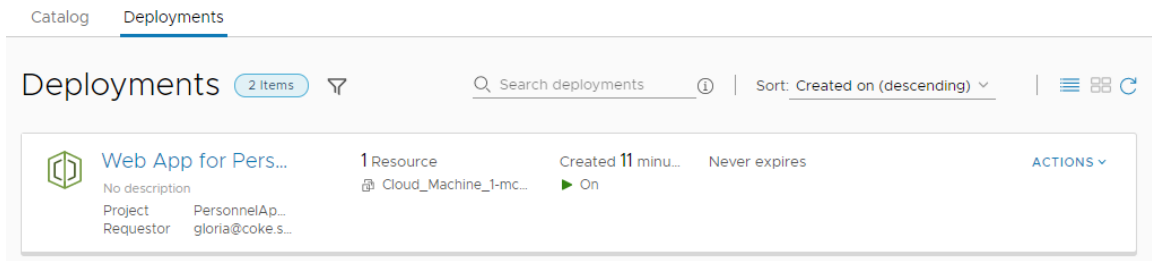 Catalog Deployments
Deployments 2 Items Search deployments Sort: Created on (descending)
Web App for Pers... 1 Resource Created 11 minu... Never expires ACTIONS
No description Cloud_Machine_1-mc... On
Project PersonnelAp...
Requestor gloria@coke.s...